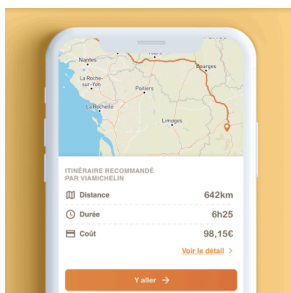 Nantes
Bourges
La Roche-
sur-Yon
Poitiers
La Rochelle
Limoges
ITINÉRAIRE RECOMMANDÉ
PAR VIAMICHELIN
Distance 642km
Durée 6h25
Coût 98,15€
Voir le détail >
Y aller →